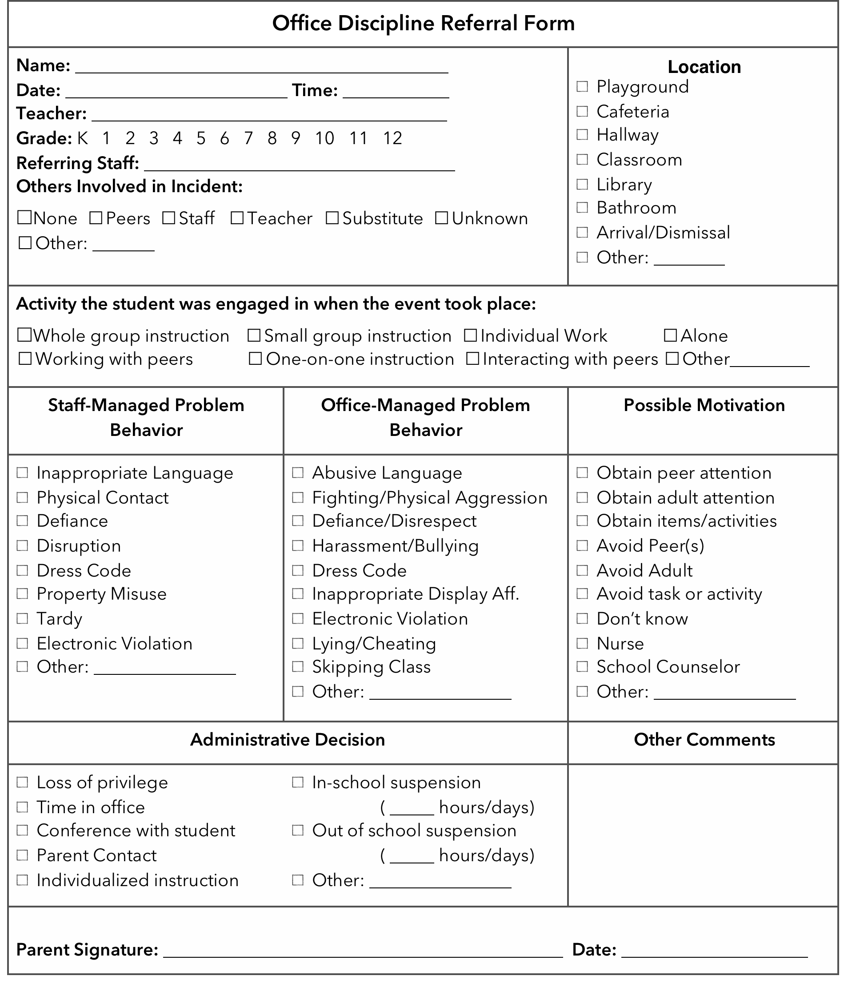 Office Discipline Referral Form
Name: ____________________
Date: ____________________ Time: __________
Teacher: ____________________
Grade: K 1 2 3 4 5 6 7 8 9 10 11 12
Referring Staff: ____________________
Others Involved in Incident:
☐None ☐Peers ☐Staff ☐Teacher ☐Substitute ☐Unknown
☐Other: _______
Location
☐ Playground
☐ Cafeteria
☐ Hallway
☐ Classroom
☐ Library
☐ Bathroom
☐ Arrival/Dismissal
☐ Other: ________
Activity the student was engaged in when the event took place:
☐Whole group instruction ☐Small group instruction ☐Individual Work ☐Alone
☐Working with peers ☐One-on-one instruction ☐Interacting with peers ☐Other_________
Staff-Managed Problem
Behavior
☐ Inappropriate Language
☐ Physical Contact
☐ Defiance
☐ Disruption
☐ Dress Code
☐ Property Misuse
☐ Tardy
☐ Electronic Violation
☐ Other: ________________
Office-Managed Problem
Behavior
☐ Abusive Language
☐ Fighting/Physical Aggression
☐ Defiance/Disrespect
☐ Harassment/Bullying
☐ Dress Code
☐ Inappropriate Display Aff.
☐ Electronic Violation
☐ Lying/Cheating
☐ Skipping Class
☐ Other: ________________
Possible Motivation
☐ Obtain peer attention
☐ Obtain adult attention
☐ Obtain items/activities
☐ Avoid Peer(s)
☐ Avoid Adult
☐ Avoid task or activity
☐ Don’t know
☐ Nurse
☐ School Counselor
☐ Other: ________________
Administrative Decision
☐ Loss of privilege
☐ Time in office
☐ Conference with student
☐ Parent Contact
☐ Individualized instruction
☐ In-school suspension
( _____ hours/days)
☐ Out of school suspension
( _____ hours/days)
☐ Other: ________________
Other Comments
Parent Signature: ____________________ Date: ____________________